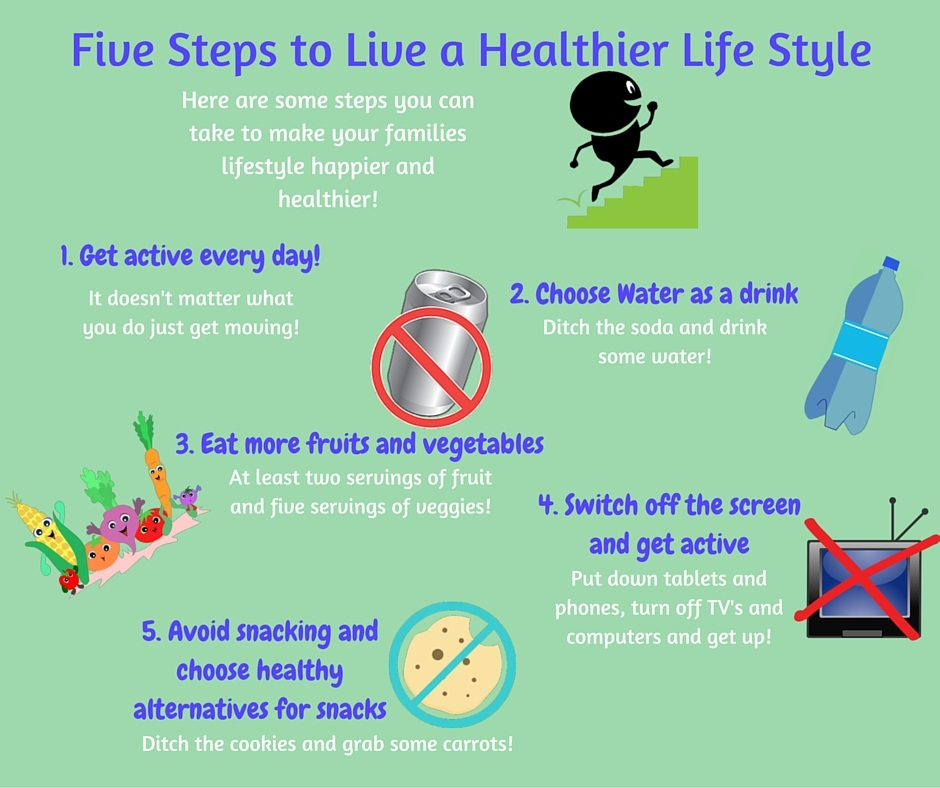 Five Steps to Live a Healthier Life Style
Here are some steps you can
take to make your families
lifestyle happier and
healthier!
1. Get active every day!
It doesn't matter what
you do just get moving!
2. Choose Water as a drink
Ditch the soda and drink
some water!
3. Eat more fruits and vegetables
At least two servings of fruit
and five servings of veggies!
4. Switch off the screen
and get active
Put down tablets and
phones, turn off TV's and
computers and get up!
5. Avoid snacking and
choose healthy
alternatives for snacks
Ditch the cookies and grab some carrots!